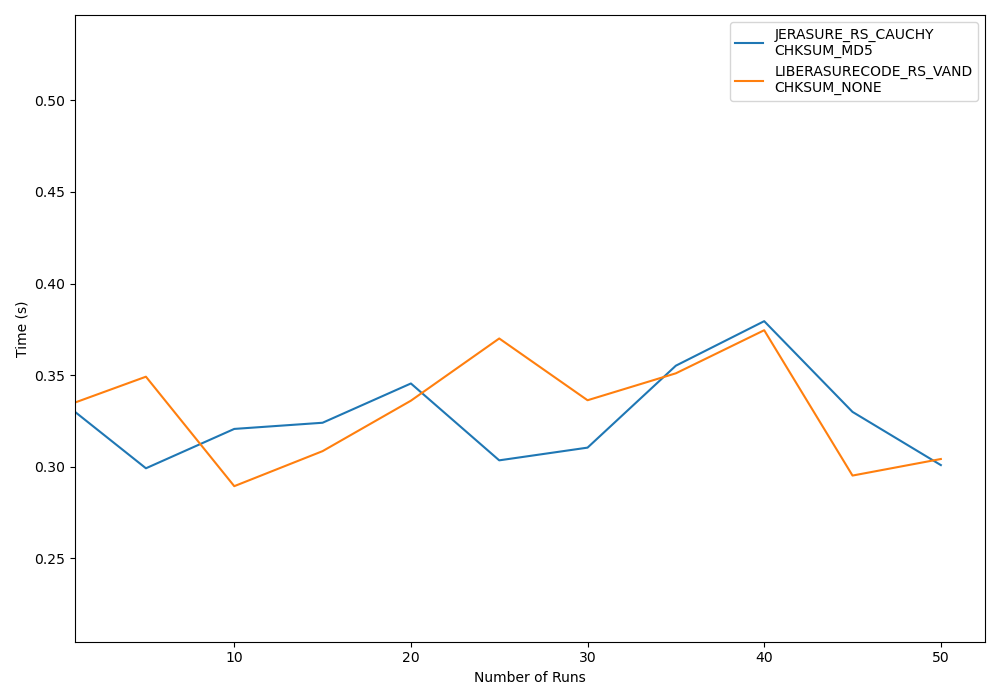 JERASURE_RS_CAUCHY
CHKSUM_MD5
LIBERASURECODE_RS_VAND
CHKSUM_NONE
0.50
0.45
0.40
0.35
0.30
0.25
Time (s)
10 20 30 40 50
Number of Runs